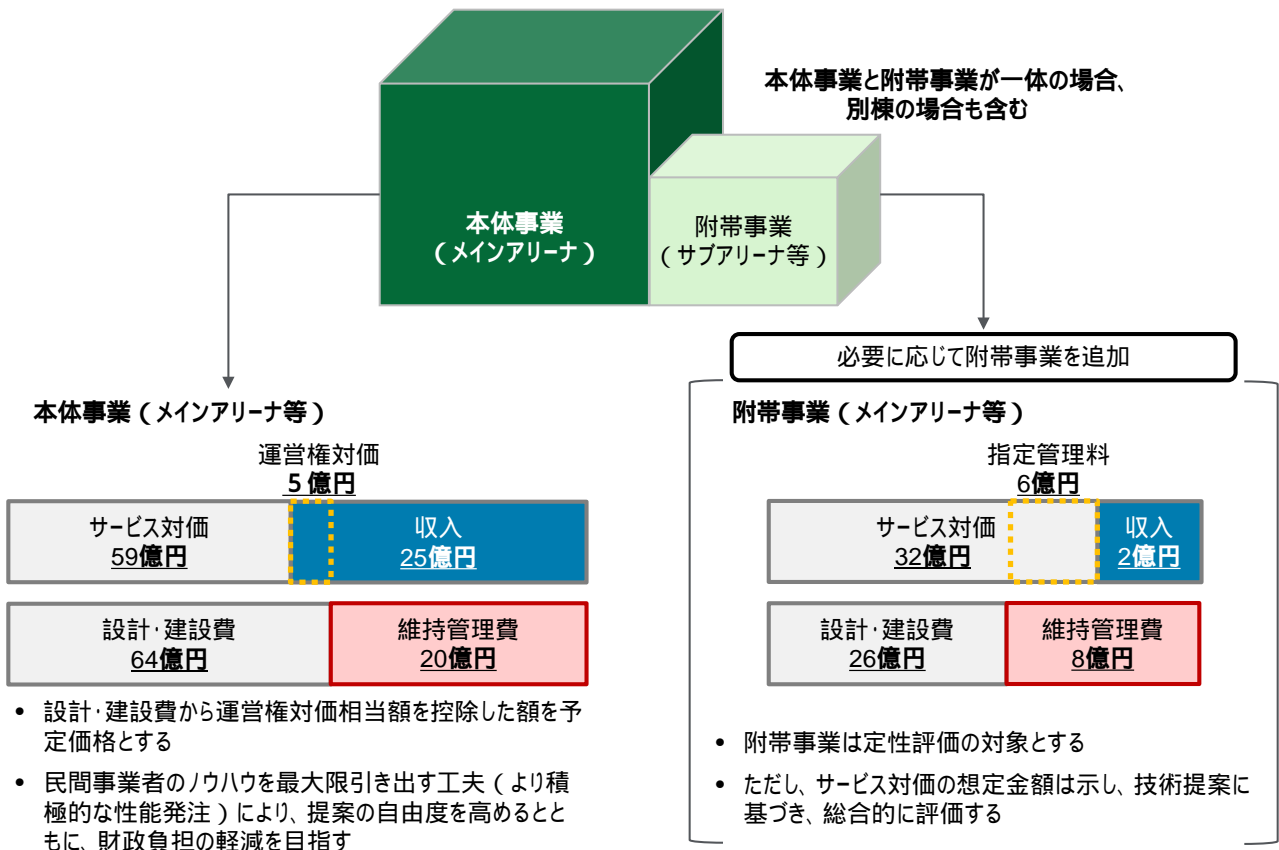 本体事業と附帯事業が一体の場合、
別棟の場合も含む
本体事業
（メインアリーナ）
附帯事業
（サブアリーナ等）
必要に応じて附帯事業を追加
本体事業（メインアリーナ等）
運営権対価
５億円
サービス対価
59億円
収入
25億円
設計・建設費
64億円
維持管理費
20億円
• 設計・建設費から運営権対価相当額を控除した額を予
定価格とする
• 民間事業者のノウハウを最大限引き出す工夫（より積
極的な性能発注）により、提案の自由度を高めるとと
もに、財政負担の軽減を目指す
附帯事業（メインアリーナ等）
指定管理料
6億円
サービス対価
32億円
収入
2億円
設計・建設費
26億円
維持管理費
8億円
• 附帯事業は定性評価の対象とする
• ただし、サービス対価の想定金額は示し、技術提案に
基づき、総合的に評価する